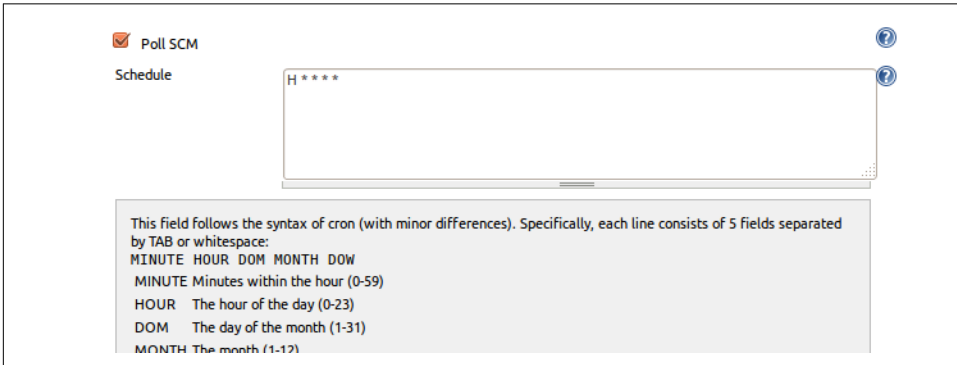 Poll SCM
Schedule
H * * * *
This field follows the syntax of cron (with minor differences). Specifically, each line consists of 5 fields separated
by TAB or whitespace:
MINUTE HOUR DOM MONTH DOW
MINUTE Minutes within the hour (0-59)
HOUR The hour of the day (0-23)
DOM The day of the month (1-31)
MONTH The month (1-12)